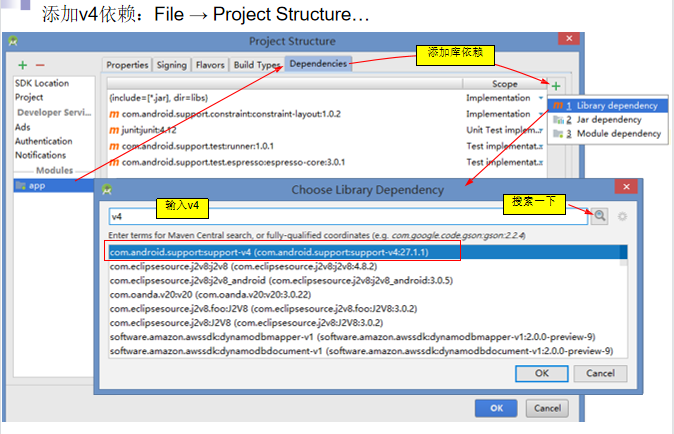 添加v4依赖：File → Project Structure…
Project Structure
添加库依赖
SDK Location
Project
Developer Servi...
Ads
Authentication
Notifications
Modules
app
Properties
Signing
Flavors
Build Types
Dependencies
Scope
{include=[*.jar], dir=libs}
Implementation
m com.android.support.constraint:constraint-layout:1.0.2
Implementation
m junit:junit:4.12
Unit Test implem...
m com.android.support.test:runner:1.0.1
Test implementat...
m com.android.support.test.espresso:espresso-core:3.0.1
Test implementat...
m 1 Library dependency
2 Jar dependency
3 Module dependency
Choose Library Dependency
输入v4
搜索一下
v4
Enter terms for Maven Central search, or fully-qualified coordinates (e.g. com.google.code.gson:gson:2.2.4)
com.android.support:support-v4 (com.android.support:support-v4:27.1.1)
com.eclipsesource.j2v8:j2v8 (com.eclipsesource.j2v8:j2v8:4.8.2)
com.eclipsesource.j2v8:j2v8_android (com.eclipsesource.j2v8:j2v8_android:3.0.5)
com.oanda.v20:v20 (com.oanda.v20:v20:3.0.22)
com.eclipsesource.j2v8.foo:J2V8 (com.eclipsesource.j2v8.foo:J2V8:3.0.2)
com.eclipsesource.j2v8:J2V8 (com.eclipsesource.j2v8:J2V8:3.0.2)
software.amazon.awssdk:dynamodbmapper-v1 (software.amazon.awssdk:dynamodbmapper-v1:2.0.0-preview-9)
software.amazon.awssdk:dynamodbdocument-v1 (software.amazon.awssdk:dynamodbdocument-v1:2.0.0-preview-9)
OK
Cancel
OK
Cancel